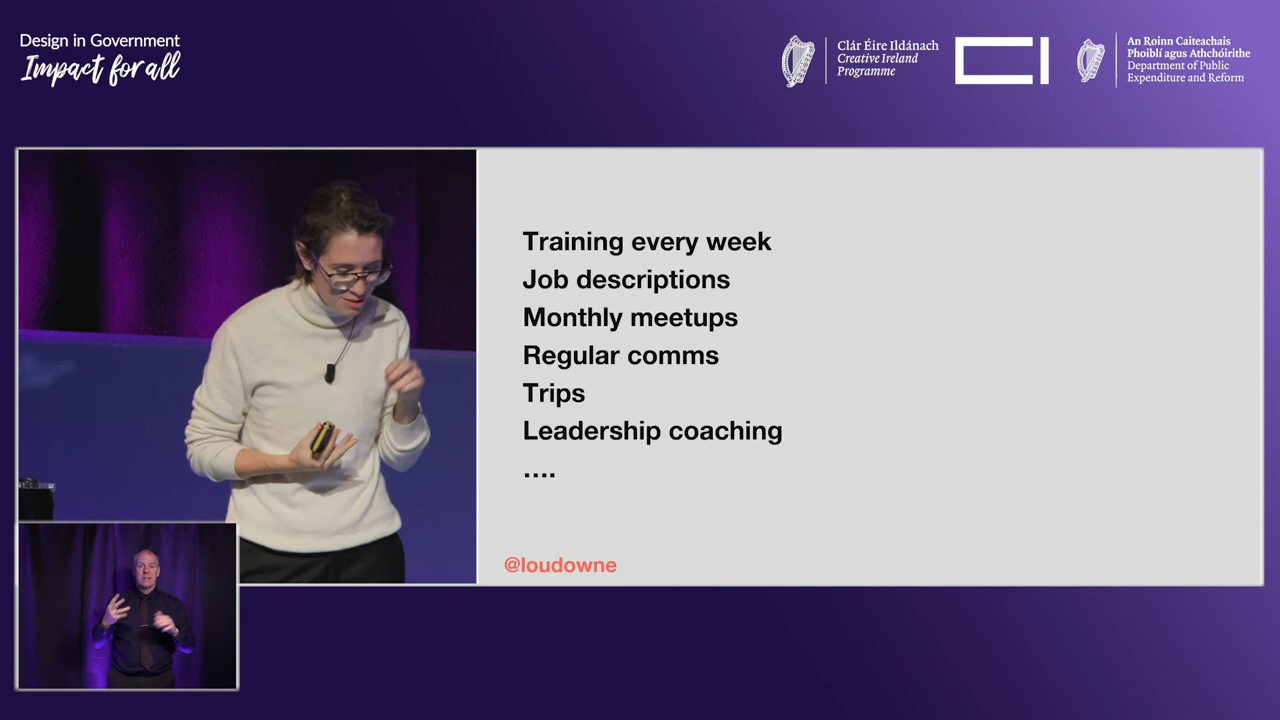 Design in Government
Impact for all
Clár Éire Ildánach
Creative Ireland
Programme
An Roinn Caiteachais
Phoiblí agus Athchóirithe
Department of Public
Expenditure and Reform
Training every week
Job descriptions
Monthly meetups
Regular comms
Trips
Leadership coaching
....
@loudowne